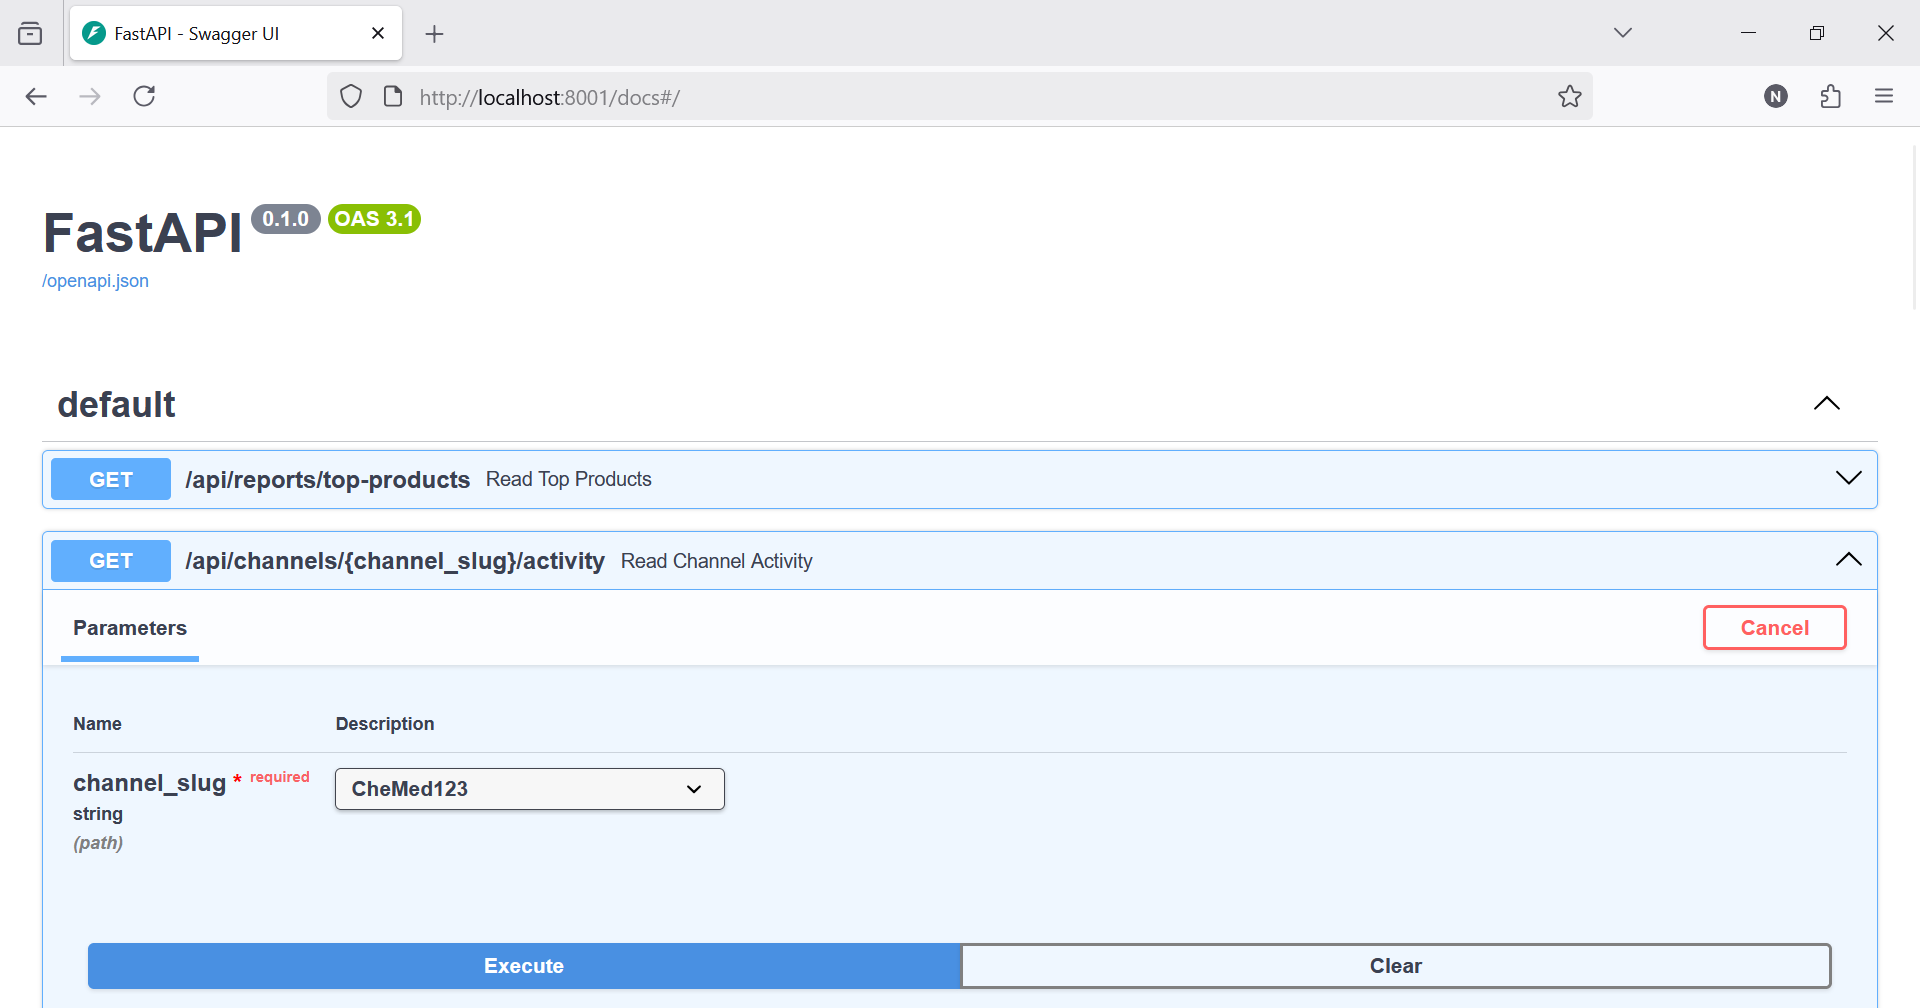 FastAPI - Swagger UI
http://localhost:8001/docs#/
N
FastAPI 0.1.0 OAS 3.1
/openapi.json
default
GET /api/reports/top-products Read Top Products
GET /api/channels/{channel_slug}/activity Read Channel Activity
Parameters Cancel
Name Description
channel_slug * required CheMed123
string
(path)
Execute Clear